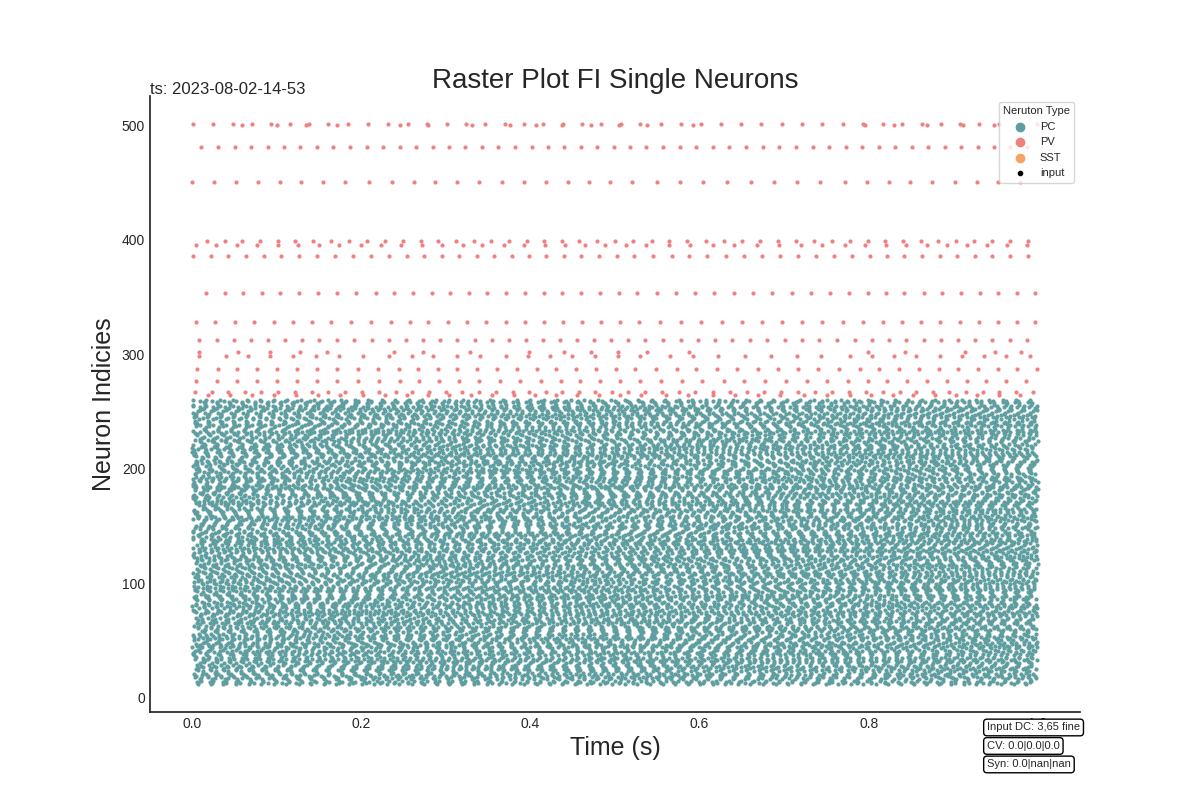 Raster Plot FI Single Neurons
ts: 2023-08-02-14-53
Neruton Type
PC
PV
SST
input
500
400
300
200
100
0
Neuron Indicies
0.0 0.2 0.4 0.6 0.8
Time (s)
Input DC: 3,65 fine
CV: 0.0|0.0|0.0
Syn: 0.0|nan|nan